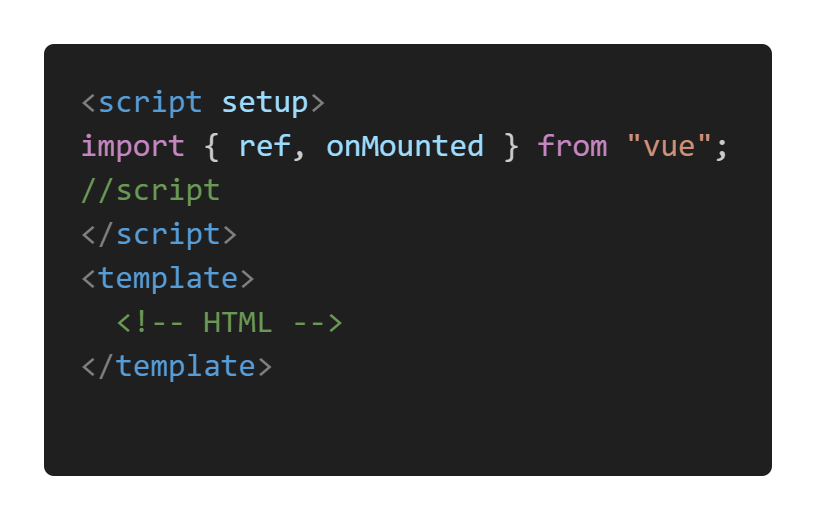 <script setup>
import { ref, onMounted } from "vue";
//script
</script>
<template>
  <!-- HTML -->
</template>